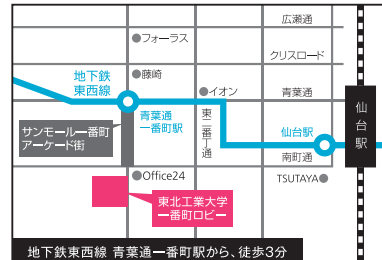 広瀬通
●フォーラス
クリスロード
地下鉄
東西線
●藤崎
●イオン
青葉通
仙台駅
サンモール一番町
アーケード街
青葉通
一番町駅
東二番丁通
仙台駅
南町通
●Office24
TSUTAYA●
東北工業大学
一番町ロビー
地下鉄東西線 青葉通一番町駅から、徒歩3分